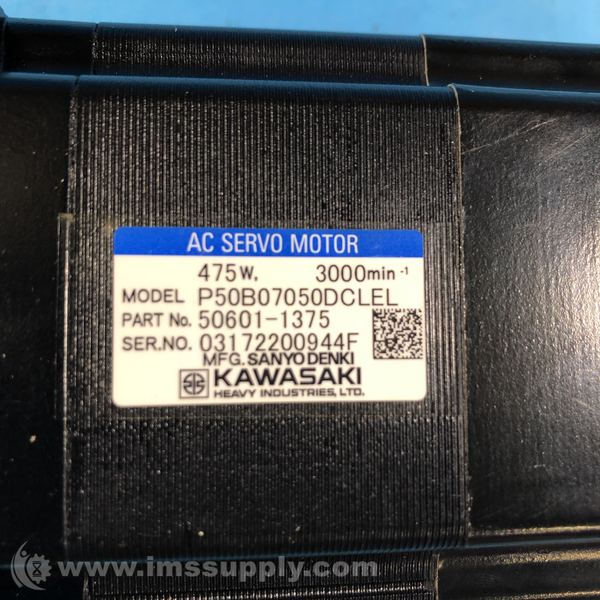 AC SERVO MOTOR
475W, 3000min⁻¹
MODEL P50B07050DCLEL
PART No. 50601-1375
SER.NO. 03172200944F
MFG. SANYO DENKI
KAWASAKI
HEAVY INDUSTRIES, LTD.
www.imssupply.com